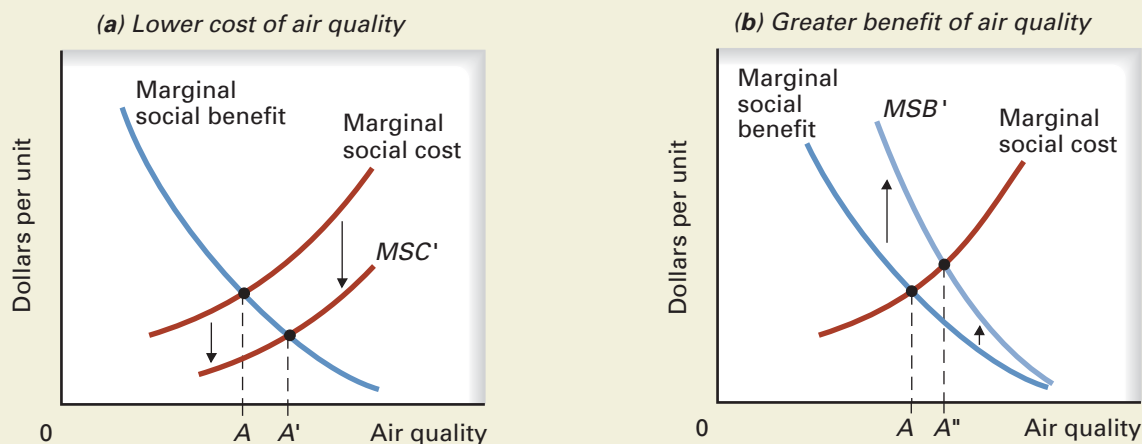 (a) Lower cost of air quality
Marginal
social benefit
Marginal
social cost
MSC'
Dollars per unit
0
A
A'
Air quality
(b) Greater benefit of air quality
Marginal
social
benefit
MSB'
Marginal
social cost
Dollars per unit
0
A
A"
Air quality